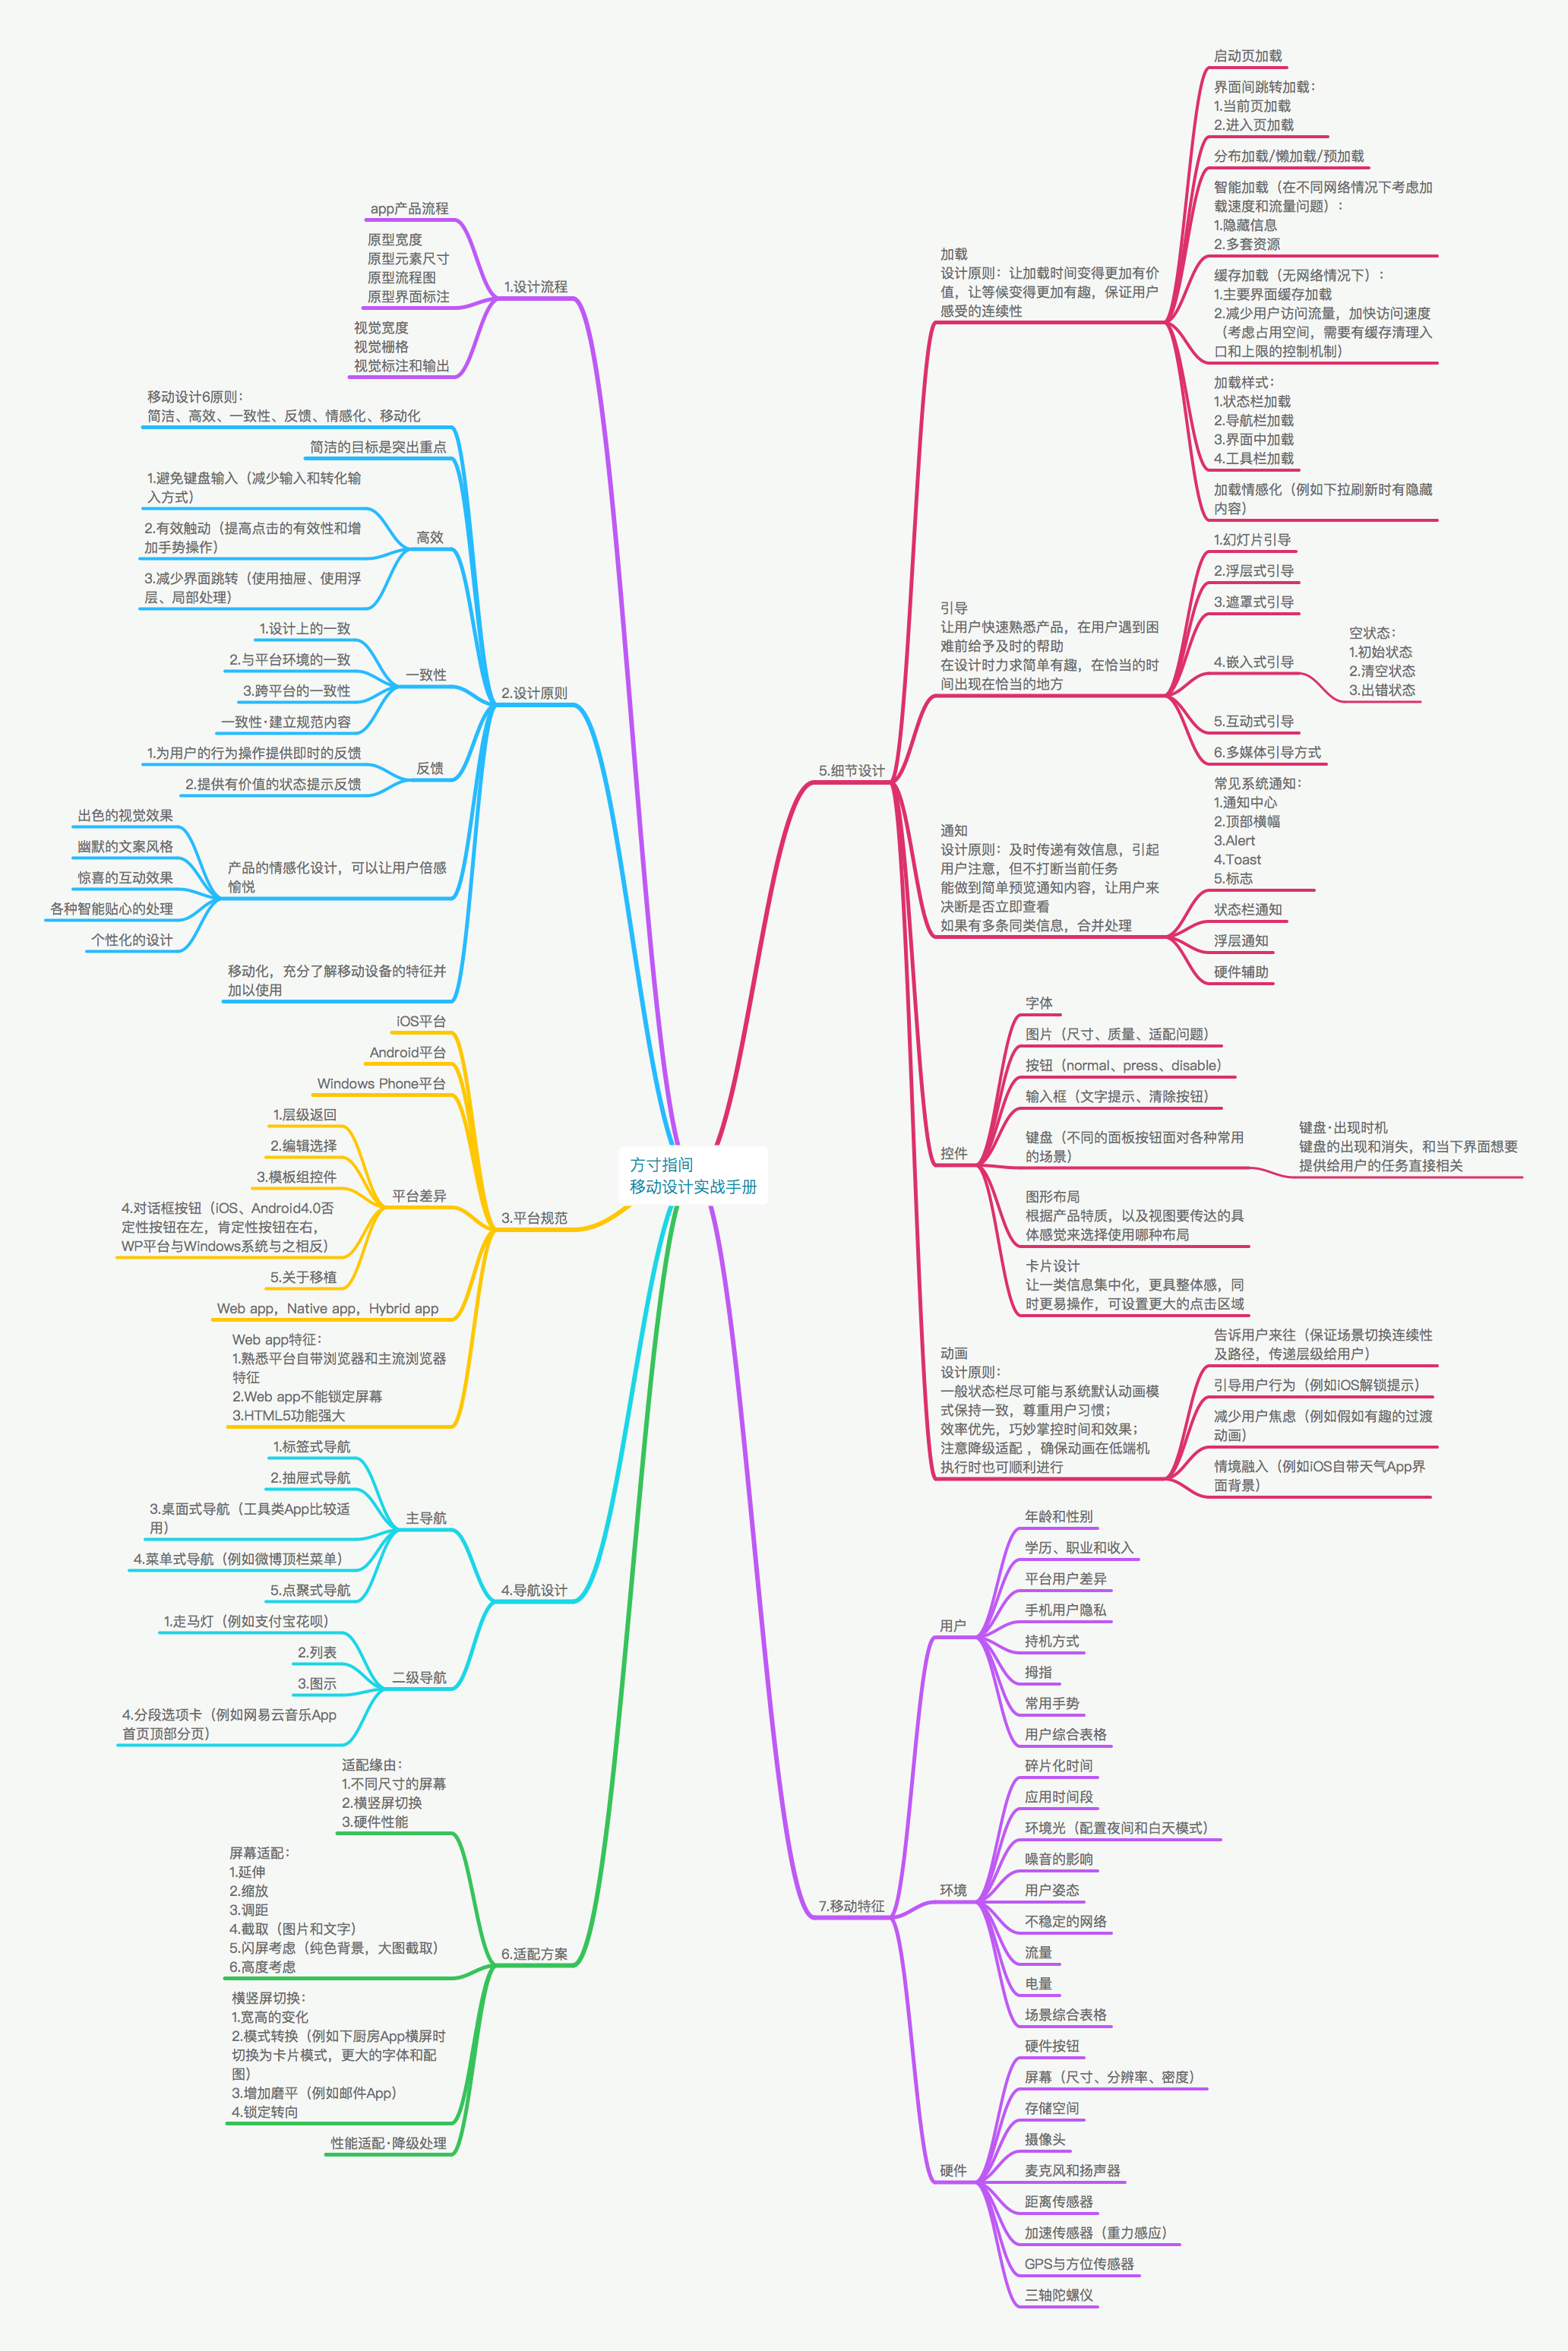 方寸指间
移动设计实战手册
1.设计流程
app产品流程
原型宽度
原型元素尺寸
原型流程图
原型界面标注
视觉宽度
视觉栅格
视觉标注和输出
2.设计原则
移动设计6原则：
简洁、高效、一致性、反馈、情感化、移动化
简洁的目标是突出重点
高效
1.避免键盘输入（减少输入和转化输
入方式）
2.有效触动（提高点击的有效性和增
加手势操作）
3.减少界面跳转（使用抽屉、使用浮
层、局部处理）
一致性
1.设计上的一致
2.与平台环境的一致
3.跨平台的一致性
一致性·建立规范内容
反馈
1.为用户的行为操作提供即时的反馈
2.提供有价值的状态提示反馈
产品的情感化设计，可以让用户倍感
愉悦
出色的视觉效果
幽默的文案风格
惊喜的互动效果
各种智能贴心的处理
个性化的设计
移动化，充分了解移动设备的特征并
加以使用
3.平台规范
iOS平台
Android平台
Windows Phone平台
平台差异
1.层级返回
2.编辑选择
3.模板组控件
4.对话框按钮（iOS、Android4.0否
定性按钮在左，肯定性按钮在右，
WP平台与Windows系统与之相反）
5.关于移植
Web app，Native app，Hybrid app
Web app特征：
1.熟悉平台自带浏览器和主流浏览器
特征
2.Web app不能锁定屏幕
3.HTML5功能强大
4.导航设计
主导航
1.标签式导航
2.抽屉式导航
3.桌面式导航（工具类App比较适
用）
4.菜单式导航（例如微博顶栏菜单）
5.点聚式导航
二级导航
1.走马灯（例如支付宝花呗）
2.列表
3.图示
4.分段选项卡（例如网易云音乐App
首页顶部分页）
6.适配方案
适配缘由：
1.不同尺寸的屏幕
2.横竖屏切换
3.硬件性能
屏幕适配：
1.延伸
2.缩放
3.调距
4.截取（图片和文字）
5.闪屏考虑（纯色背景，大图截取）
6.高度考虑
横竖屏切换：
1.宽高的变化
2.模式转换（例如下厨房App横屏时
切换为卡片模式，更大的字体和配
图）
3.增加磨平（例如邮件App）
4.锁定转向
性能适配·降级处理
5.细节设计
加载
设计原则：让加载时间变得更加有价
值，让等候变得更加有趣，保证用户
感受的连续性
启动页加载
界面间跳转加载：
1.当前页加载
2.进入页加载
分布加载/懒加载/预加载
智能加载（在不同网络情况下考虑加
载速度和流量问题）：
1.隐藏信息
2.多套资源
缓存加载（无网络情况下）：
1.主要界面缓存加载
2.减少用户访问流量，加快访问速度
（考虑占用空间，需要有缓存清理入
口和上限的控制机制）
加载样式：
1.状态栏加载
2.导航栏加载
3.界面中加载
4.工具栏加载
加载情感化（例如下拉刷新时有隐藏
内容）
引导
让用户快速熟悉产品，在用户遇到困
难前给予及时的帮助
在设计时力求简单有趣，在恰当的时
间出现在恰当的地方
1.幻灯片引导
2.浮层式引导
3.遮罩式引导
4.嵌入式引导
空状态：
1.初始状态
2.清空状态
3.出错状态
5.互动式引导
6.多媒体引导方式
通知
设计原则：及时传递有效信息，引起
用户注意，但不打断当前任务
能做到简单预览通知内容，让用户来
决断是否立即查看
如果有多条同类信息，合并处理
常见系统通知：
1.通知中心
2.顶部横幅
3.Alert
4.Toast
5.标志
状态栏通知
浮层通知
硬件辅助
控件
字体
图片（尺寸、质量、适配问题）
按钮（normal、press、disable）
输入框（文字提示、清除按钮）
键盘（不同的面板按钮面对各种常用
的场景）
键盘·出现时机
键盘的出现和消失，和当下界面想要
提供给用户的任务直接相关
图形布局
根据产品特质，以及视图要传达的具
体感觉来选择使用哪种布局
卡片设计
让一类信息集中化，更具整体感，同
时更易操作，可设置更大的点击区域
动画
设计原则：
一般状态栏尽可能与系统默认动画模
式保持一致，尊重用户习惯；
效率优先，巧妙掌控时间和效果；
注意降级适配 ，确保动画在低端机
执行时也可顺利进行
告诉用户来往（保证场景切换连续性
及路径，传递层级给用户）
引导用户行为（例如iOS解锁提示）
减少用户焦虑（例如假如有趣的过渡
动画）
情境融入（例如iOS自带天气App界
面背景）
7.移动特征
用户
年龄和性别
学历、职业和收入
平台用户差异
手机用户隐私
持机方式
拇指
常用手势
用户综合表格
环境
碎片化时间
应用时间段
环境光（配置夜间和白天模式）
噪音的影响
用户姿态
不稳定的网络
流量
电量
场景综合表格
硬件
硬件按钮
屏幕（尺寸、分辨率、密度）
存储空间
摄像头
麦克风和扬声器
距离传感器
加速传感器（重力感应）
GPS与方位传感器
三轴陀螺仪